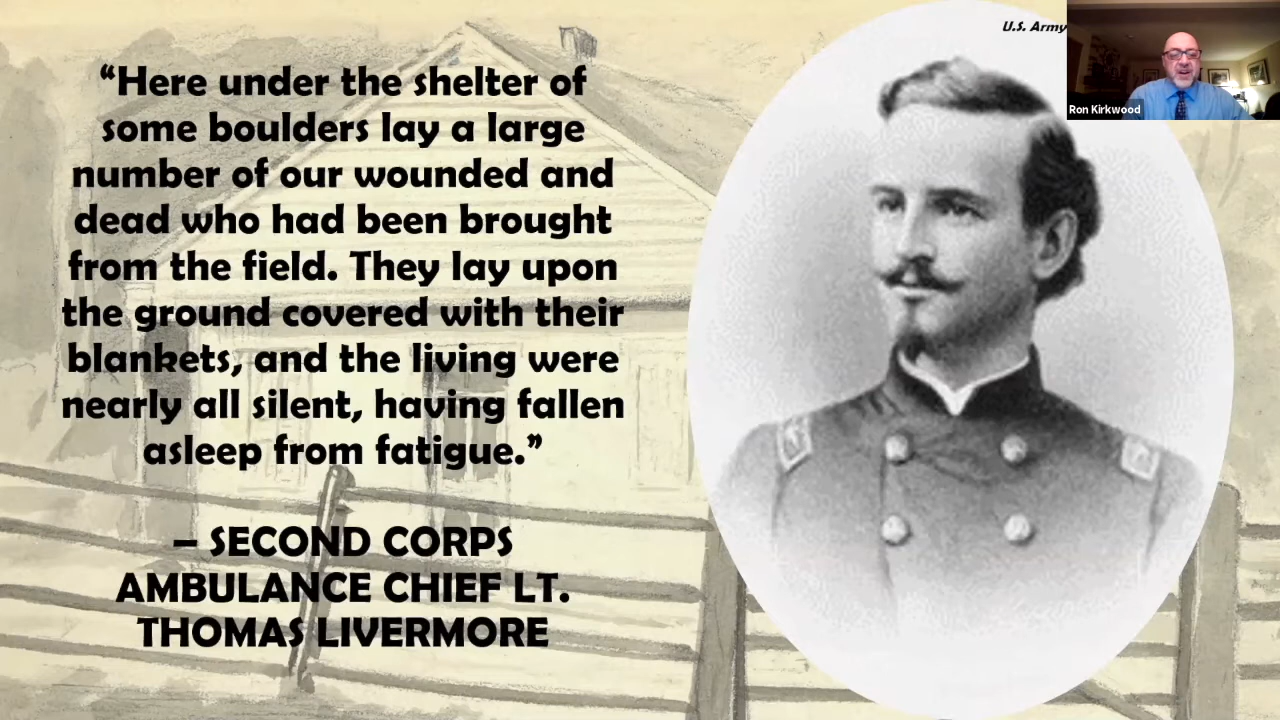 “Here under the shelter of
some boulders lay a large
number of our wounded and
dead who had been brought
from the field. They lay upon
the ground covered with their
blankets, and the living were
nearly all silent, having fallen
asleep from fatigue.”
– SECOND CORPS
AMBULANCE CHIEF LT.
THOMAS LIVERMORE
U.S. Army
Ron Kirkwood